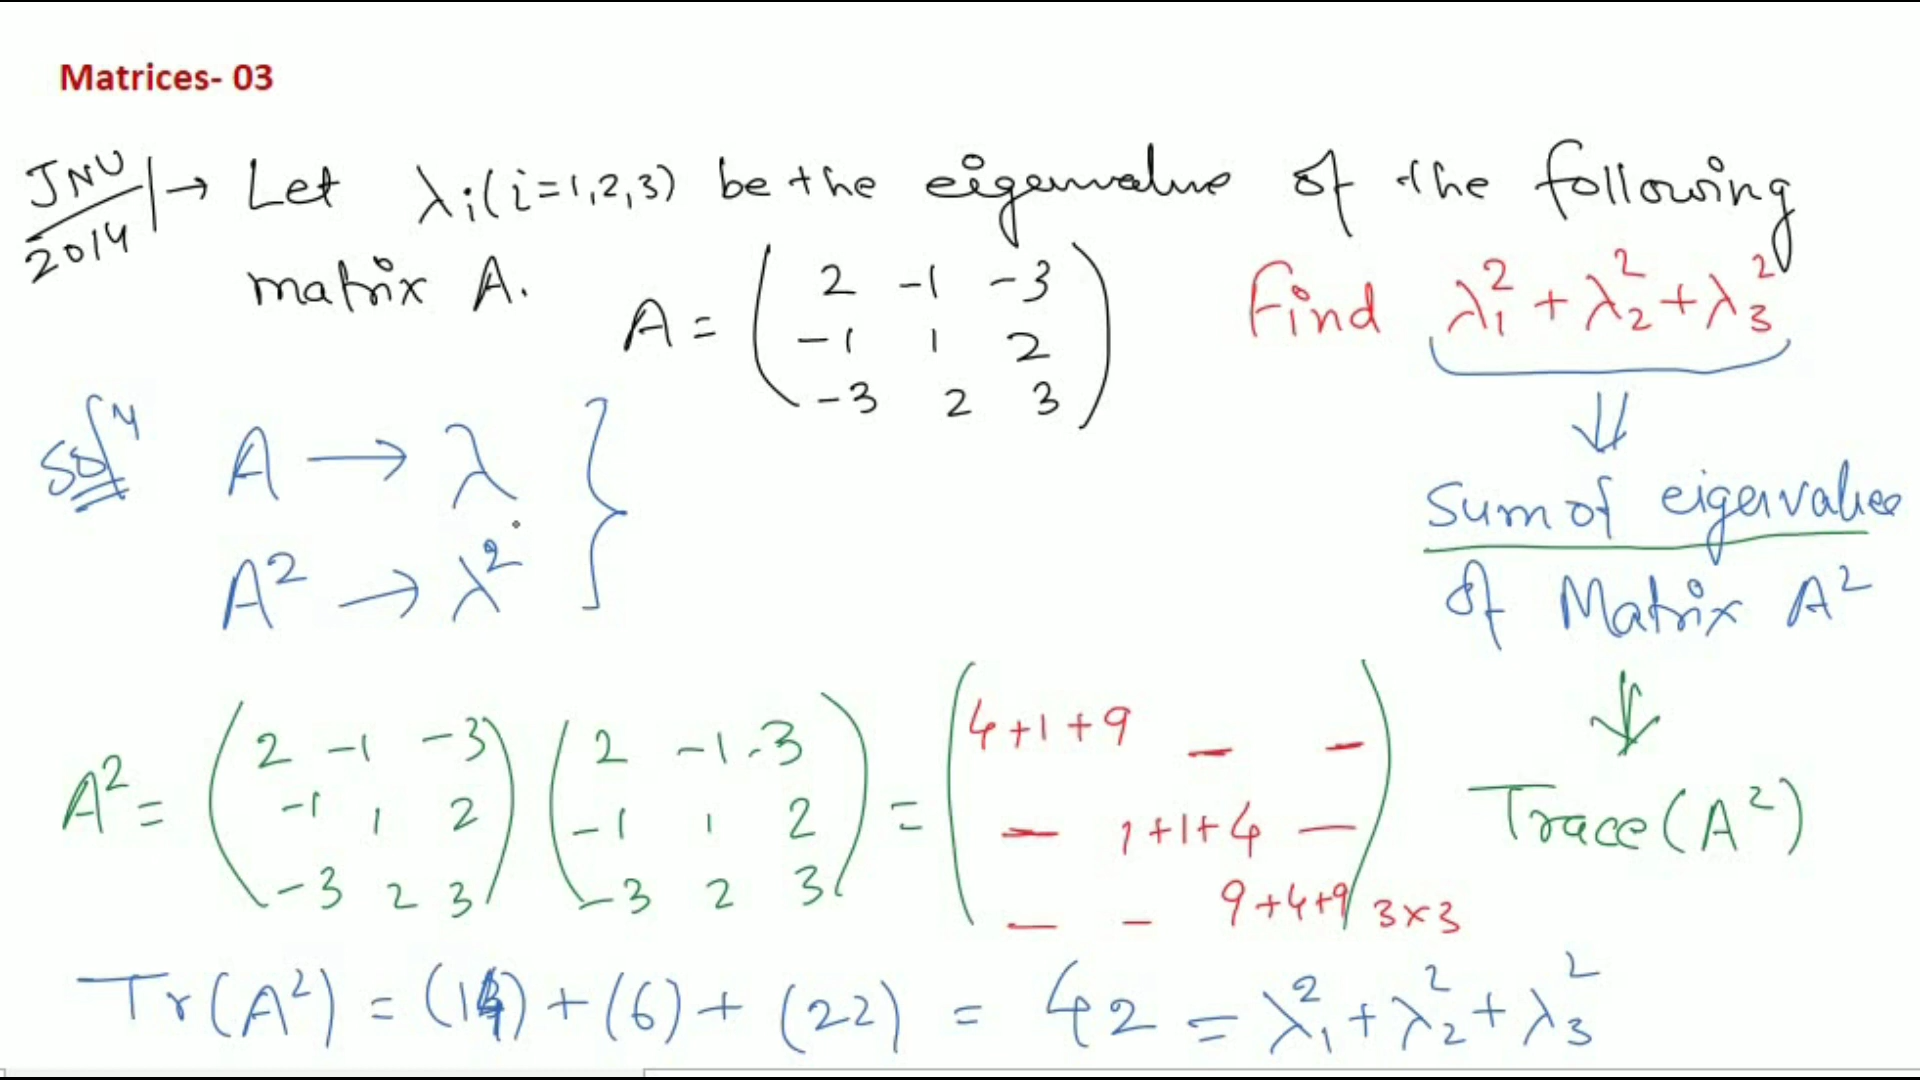 Matrices- 03
JNU
2014 → Let λi(i=1,2,3) be the eigenvalue of the following
matrix A.
A = ( 2 -1 -3
-1 1 2
-3 2 3 )
Find λ₁² + λ₂² + λ₃²
⇓
Sum of eigenvalues
of Matrix A²
↓
Trace(A²)
Solⁿ A → λ
A² → λ² }
A² = ( 2 -1 -3
-1 1 2
-3 2 3 ) ( 2 -1 -3
-1 1 2
-3 2 3 ) = ( 4+1+9 – –
– 1+1+4 –
– – 9+4+9 ) 3×3
Tr(A²) = (14) + (6) + (22) = 42 = λ₁² + λ₂² + λ₃²